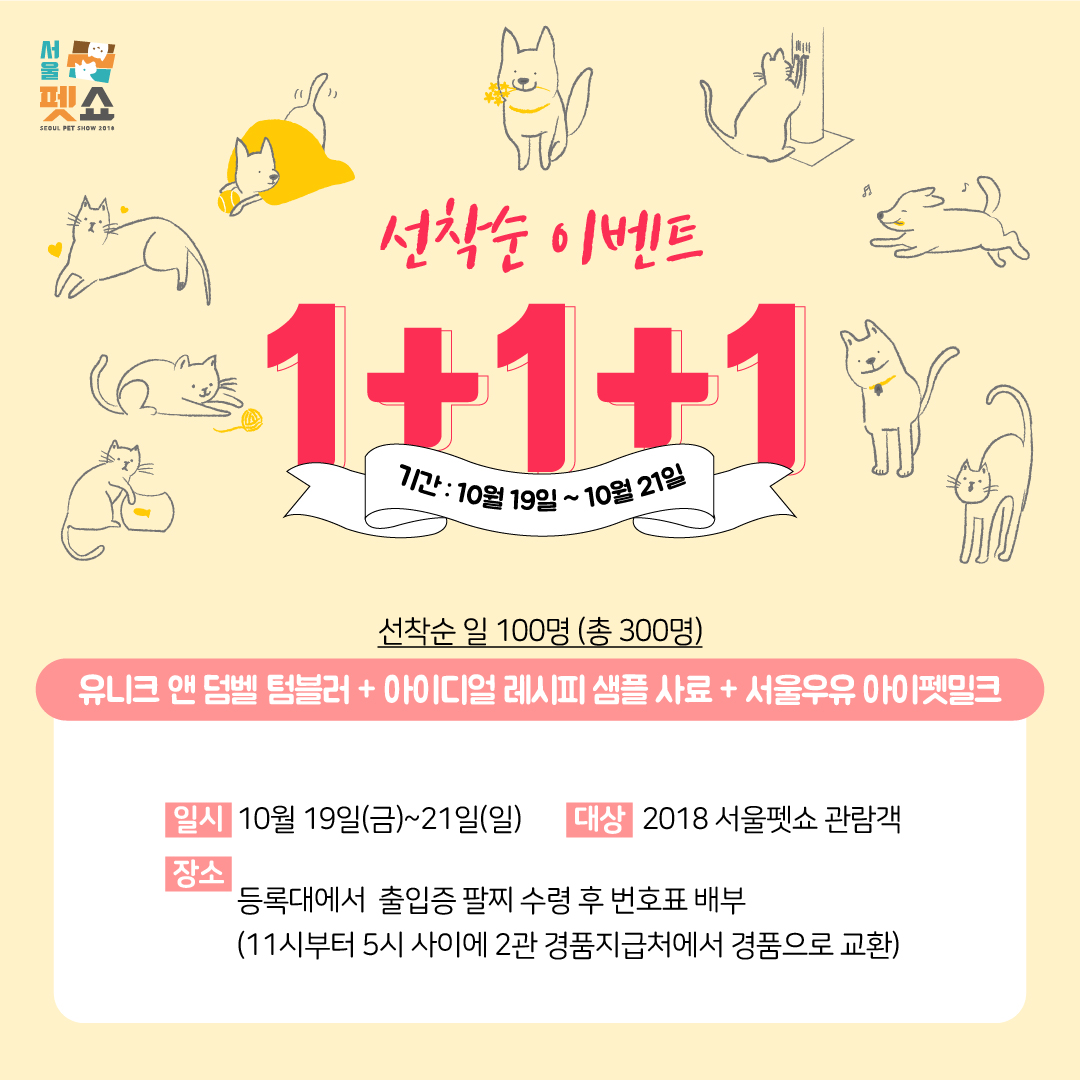 서울
펫쇼
SEOUL PET SHOW 2018
선착순 이벤트
1+1+1
기간 : 10월 19일 ~ 10월 21일
선착순 일 100명 (총 300명)
유니크 앤 덤벨 텀블러 + 아이디얼 레시피 샘플 사료 + 서울우유 아이펫밀크
일시 10월 19일(금)~21일(일) 대상 2018 서울펫쇼 관람객
장소
등록대에서 출입증 팔찌 수령 후 번호표 배부
(11시부터 5시 사이에 2관 경품지급처에서 경품으로 교환)